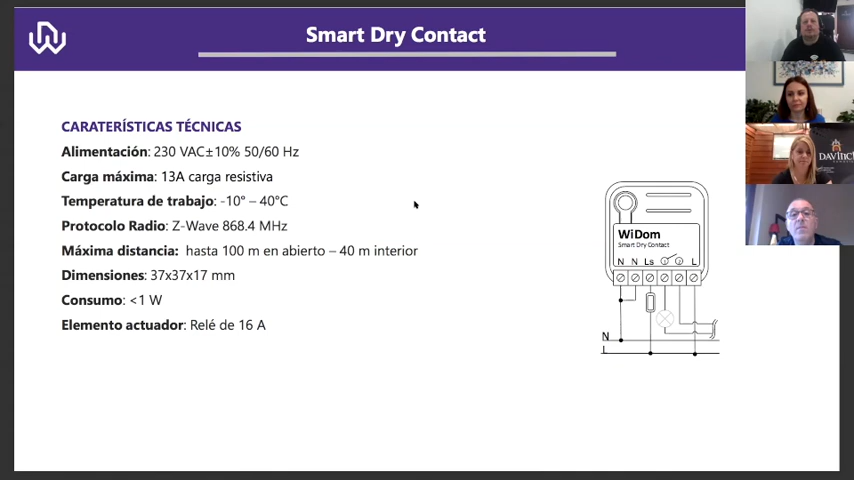 Smart Dry Contact
CARATERÍSTICAS TÉCNICAS
Alimentación: 230 VAC±10% 50/60 Hz
Carga máxima: 13A carga resistiva
Temperatura de trabajo: -10° – 40°C
Protocolo Radio: Z-Wave 868.4 MHz
Máxima distancia: hasta 100 m en abierto – 40 m interior
Dimensiones: 37x37x17 mm
Consumo: <1 W
Elemento actuador: Relé de 16 A
WiDom
Smart Dry Contact
N N Ls 1 2 L
N
L
DAVINCI